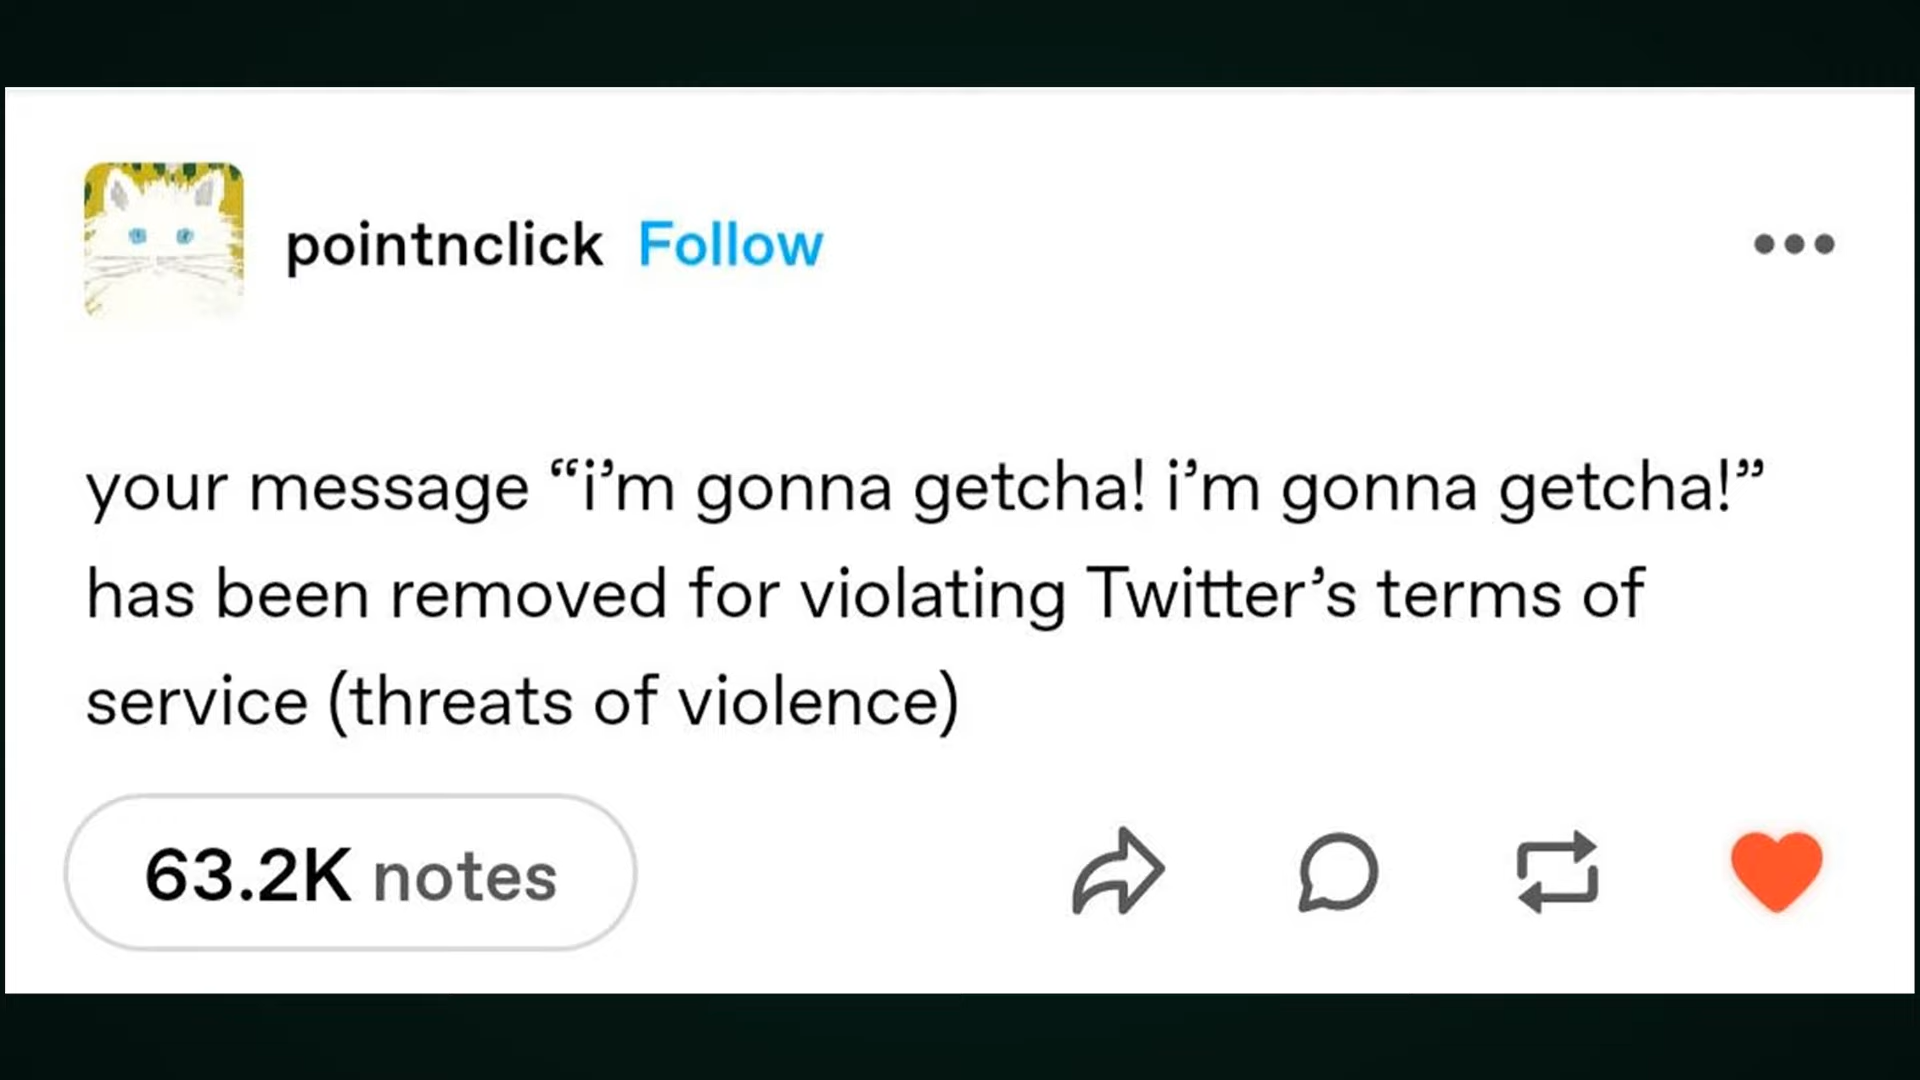 pointnclick Follow
your message “i’m gonna getcha! i’m gonna getcha!”
has been removed for violating Twitter’s terms of
service (threats of violence)
63.2K notes